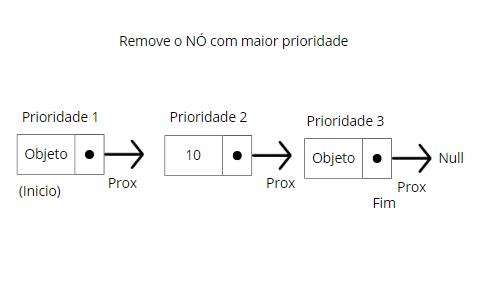 Remove o NÓ com maior prioridade
Prioridade 1
Prioridade 2
Prioridade 3
Objeto
10
Objeto
Null
(Inicio)
Prox
Prox
Prox
Fim